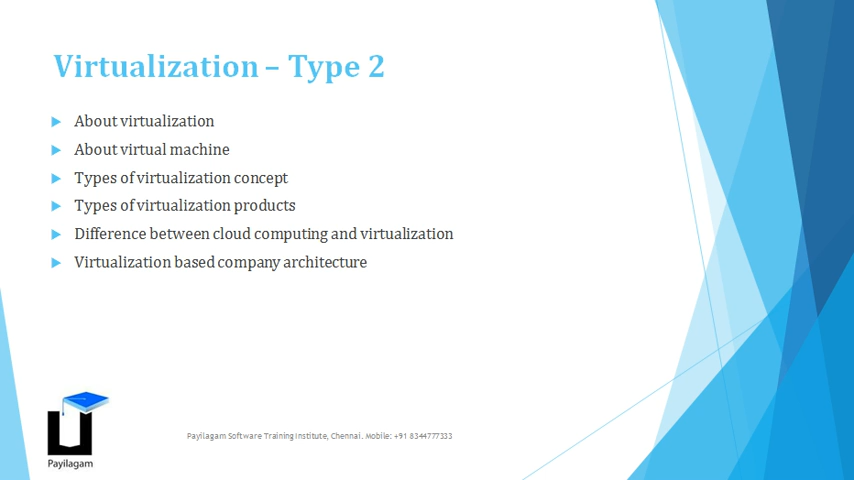 Virtualization – Type 2
About virtualization
About virtual machine
Types of virtualization concept
Types of virtualization products
Difference between cloud computing and virtualization
Virtualization based company architecture
Payilagam Software Training Institute, Chennai. Mobile: +91 8344777333
Payilagam